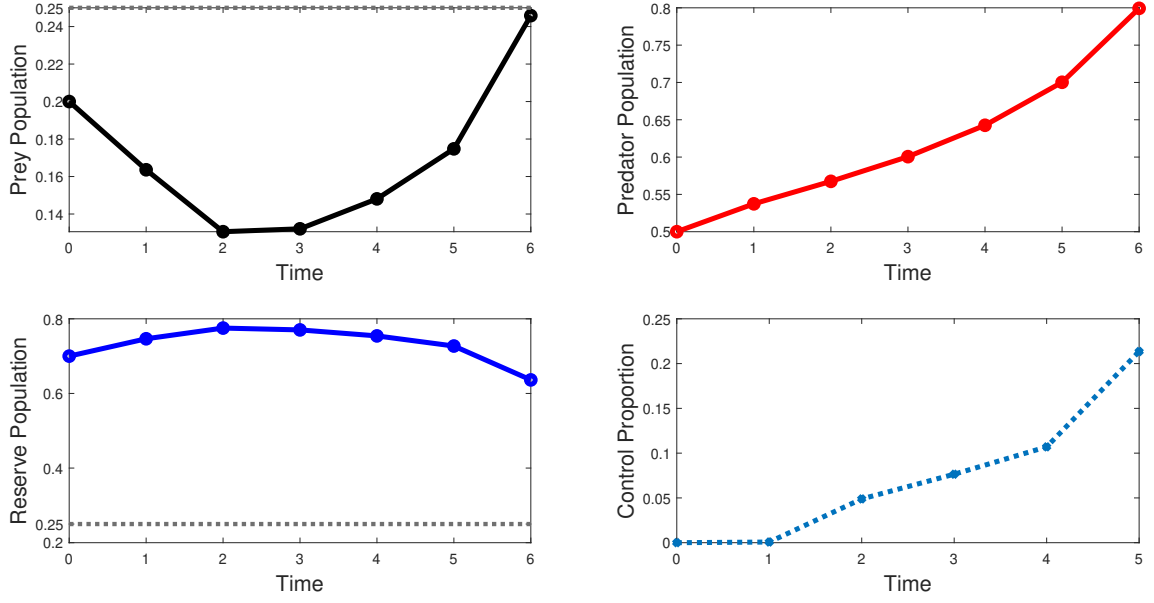 Prey Population
0.25
0.2
0.18
0.16
0.14
0 1 2 3 4 5 6
Time
Predator Population
0.8
0.75
0.7
0.65
0.6
0.55
0.5
0 1 2 3 4 5 6
Time
Reserve Population
0.8
0.6
0.4
0.25
0.2
0 1 2 3 4 5 6
Time
Control Proportion
0.25
0.2
0.15
0.1
0.05
0
0 1 2 3 4 5
Time